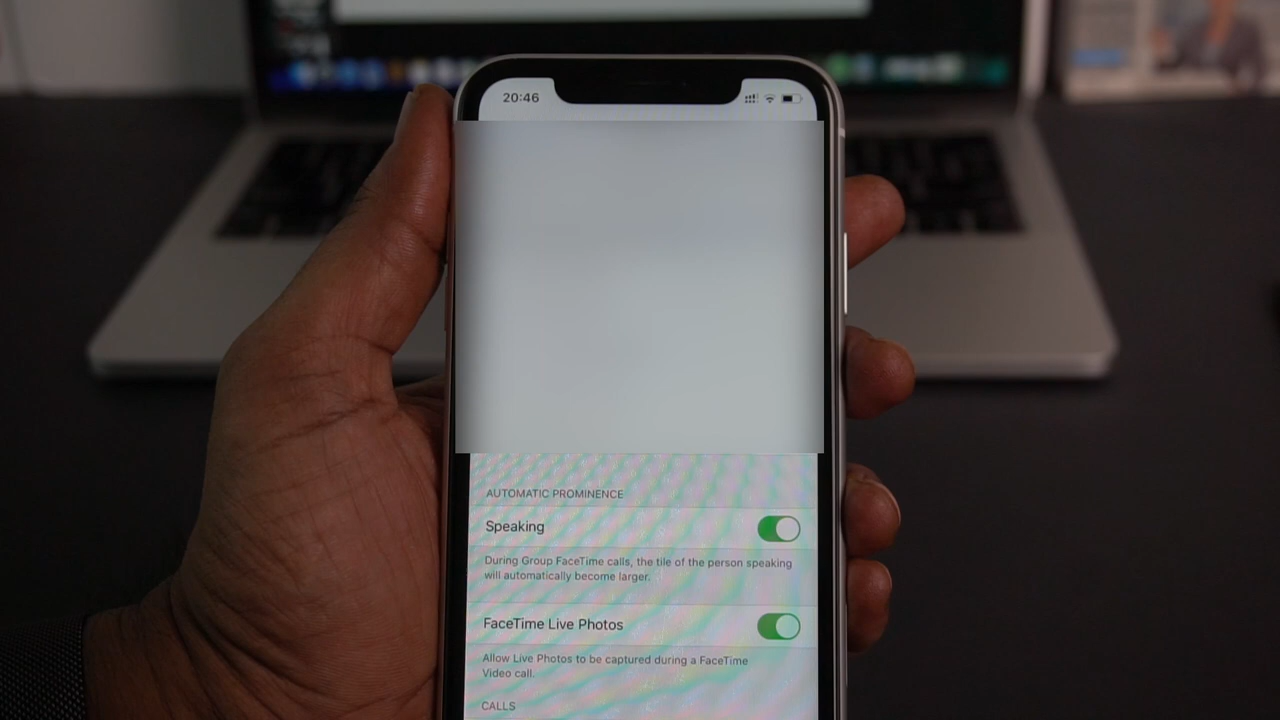 20:46
AUTOMATIC PROMINENCE
Speaking
During Group FaceTime calls, the tile of the person speaking
will automatically become larger.
FaceTime Live Photos
Allow Live Photos to be captured during a FaceTime
Video call.
CALLS